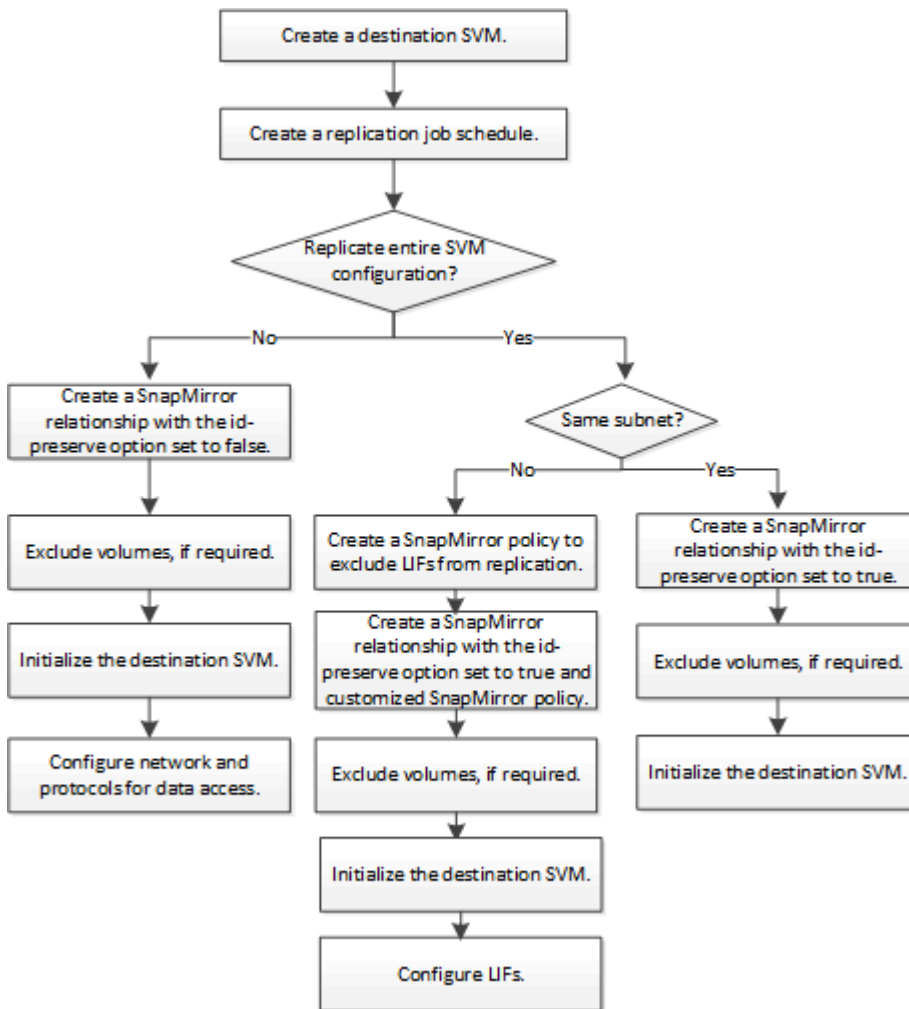 Create a destination SVM.
Create a replication job schedule.
Replicate entire SVM
configuration?
No
Yes
Create a SnapMirror
relationship with the id-
preserve option set to false.
Same subnet?
No
Yes
Exclude volumes, if required.
Create a SnapMirror policy to
exclude LIFs from replication.
Create a SnapMirror
relationship with the id-
preserve option set to true.
Initialize the destination SVM.
Create a SnapMirror
relationship with the id-
preserve option set to true and
customized SnapMirror policy.
Exclude volumes, if required.
Configure network and
protocols for data access.
Exclude volumes, if required.
Initialize the destination SVM.
Initialize the destination SVM.
Configure LIFs.